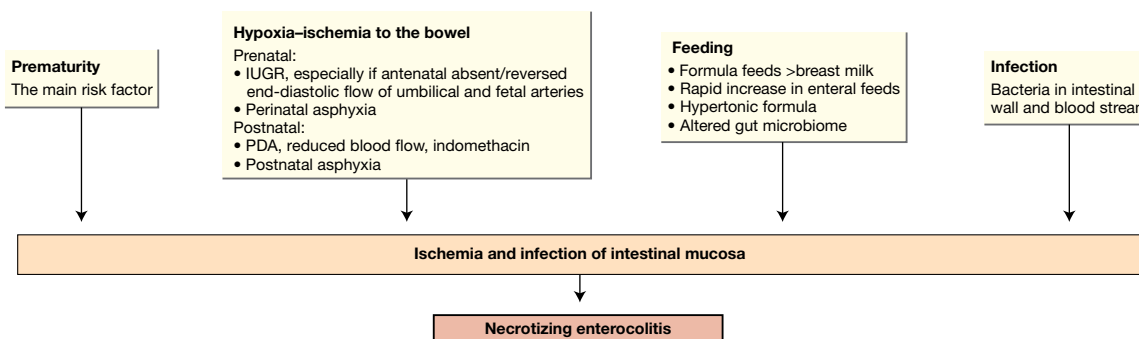 Prematurity
The main risk factor
Hypoxia–ischemia to the bowel
Prenatal:
• IUGR, especially if antenatal absent/reversed
end-diastolic flow of umbilical and fetal arteries
• Perinatal asphyxia
Postnatal:
• PDA, reduced blood flow, indomethacin
• Postnatal asphyxia
Feeding
• Formula feeds >breast milk
• Rapid increase in enteral feeds
• Hypertonic formula
• Altered gut microbiome
Infection
Bacteria in intestinal
wall and blood stream
Ischemia and infection of intestinal mucosa
Necrotizing enterocolitis